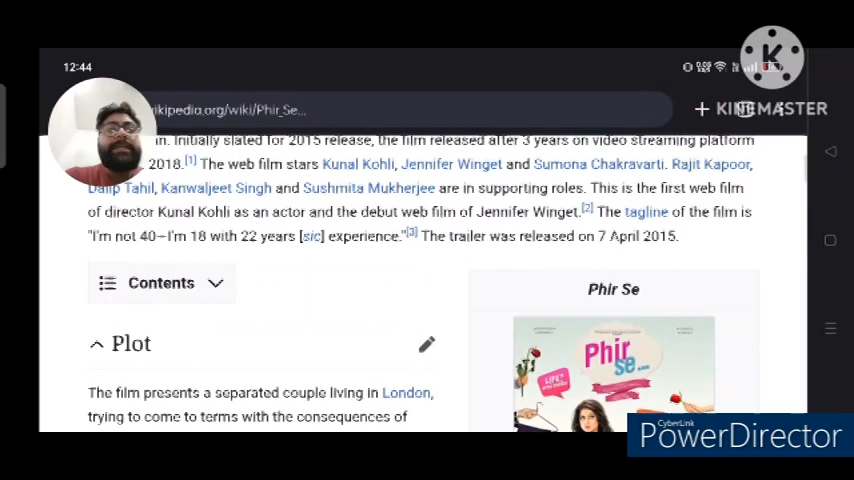 12:44
KINEMASTER
ikipedia.org/wiki/Phir_Se...
in. Initially slated for 2015 release, the film released after 3 years on video streaming platform
2018.[1] The web film stars Kunal Kohli, Jennifer Winget and Sumona Chakravarti. Rajit Kapoor,
Dalip Tahil, Kanwaljeet Singh and Sushmita Mukherjee are in supporting roles. This is the first web film
of director Kunal Kohli as an actor and the debut web film of Jennifer Winget.[2] The tagline of the film is
"I'm not 40–I'm 18 with 22 years [sic] experience."[3] The trailer was released on 7 April 2015.
Contents
Phir Se
Plot
Phir
se...
The film presents a separated couple living in London,
trying to come to terms with the consequences of
CyberLink
PowerDirector